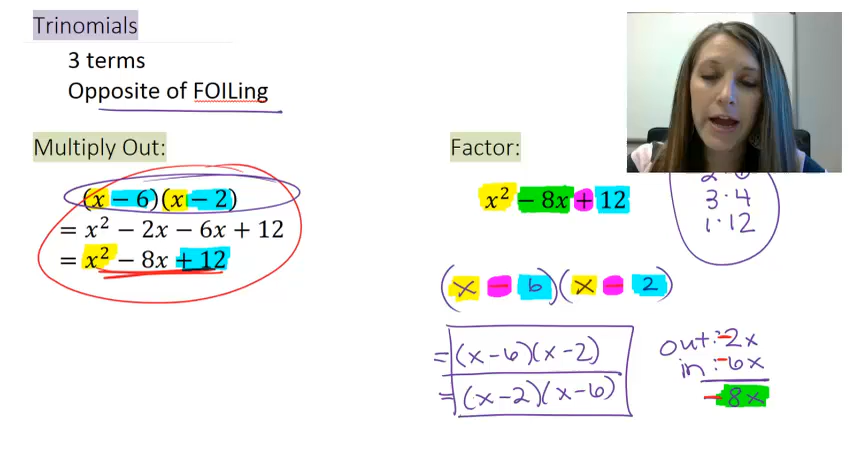 Trinomials
3 terms
Opposite of FOILing
Multiply Out:
(x − 6)(x − 2)
= x² − 2x − 6x + 12
= x² − 8x + 12
Factor:
x² − 8x + 12
3·4
1·12
(x − 6)(x − 2)
= (x-6)(x-2)
= (x-2)(x-6)
out: -2x
in: -6x
-8x